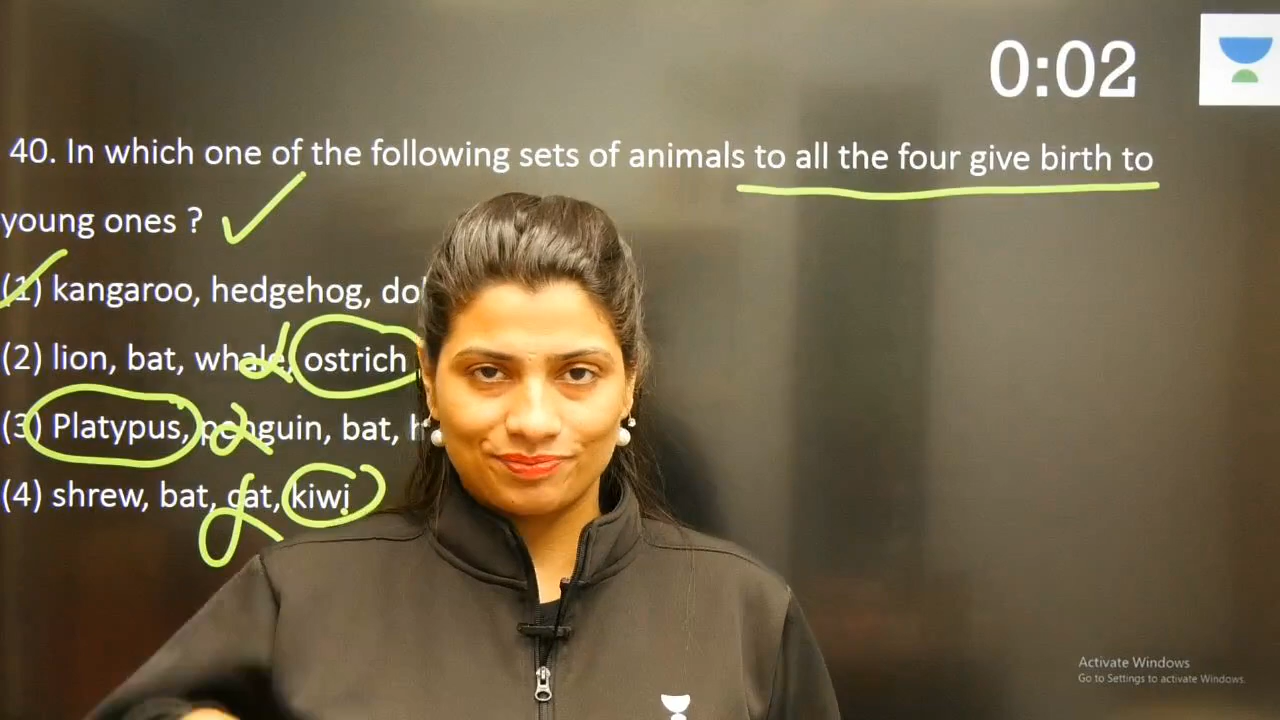 0:02
40. In which one of the following sets of animals to all the four give birth to
young ones ?
(1) kangaroo, hedgehog,
(2) lion, bat, whale, ostrich
(3) Platypus, penguin, bat,
(4) shrew, bat, cat, kiwi
Activate Windows
Go to Settings to activate Windows.